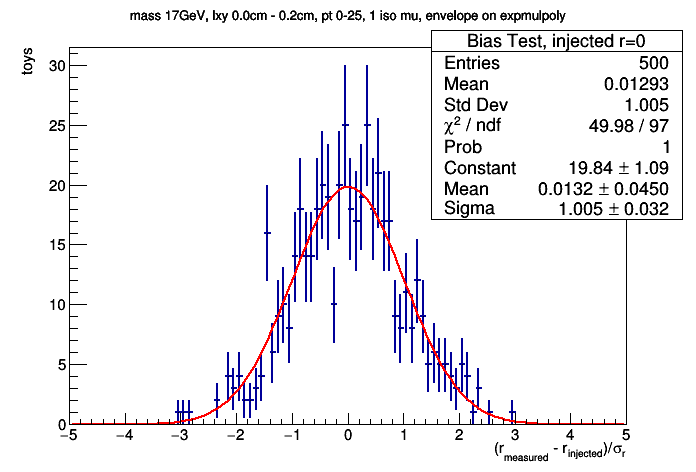 mass 17GeV, lxy 0.0cm - 0.2cm, pt 0-25, 1 iso mu, envelope on expmulpoly
toys
Bias Test, injected r=0
Entries 500
Mean 0.01293
Std Dev 1.005
χ² / ndf 49.98 / 97
Prob 1
Constant 19.84 ± 1.09
Mean 0.0132 ± 0.0450
Sigma 1.005 ± 0.032
30
25
20
15
10
5
0
−5 −4 −3 −2 −1 0 1 2 3 4 5
(r_measured - r_injected)/σ_r